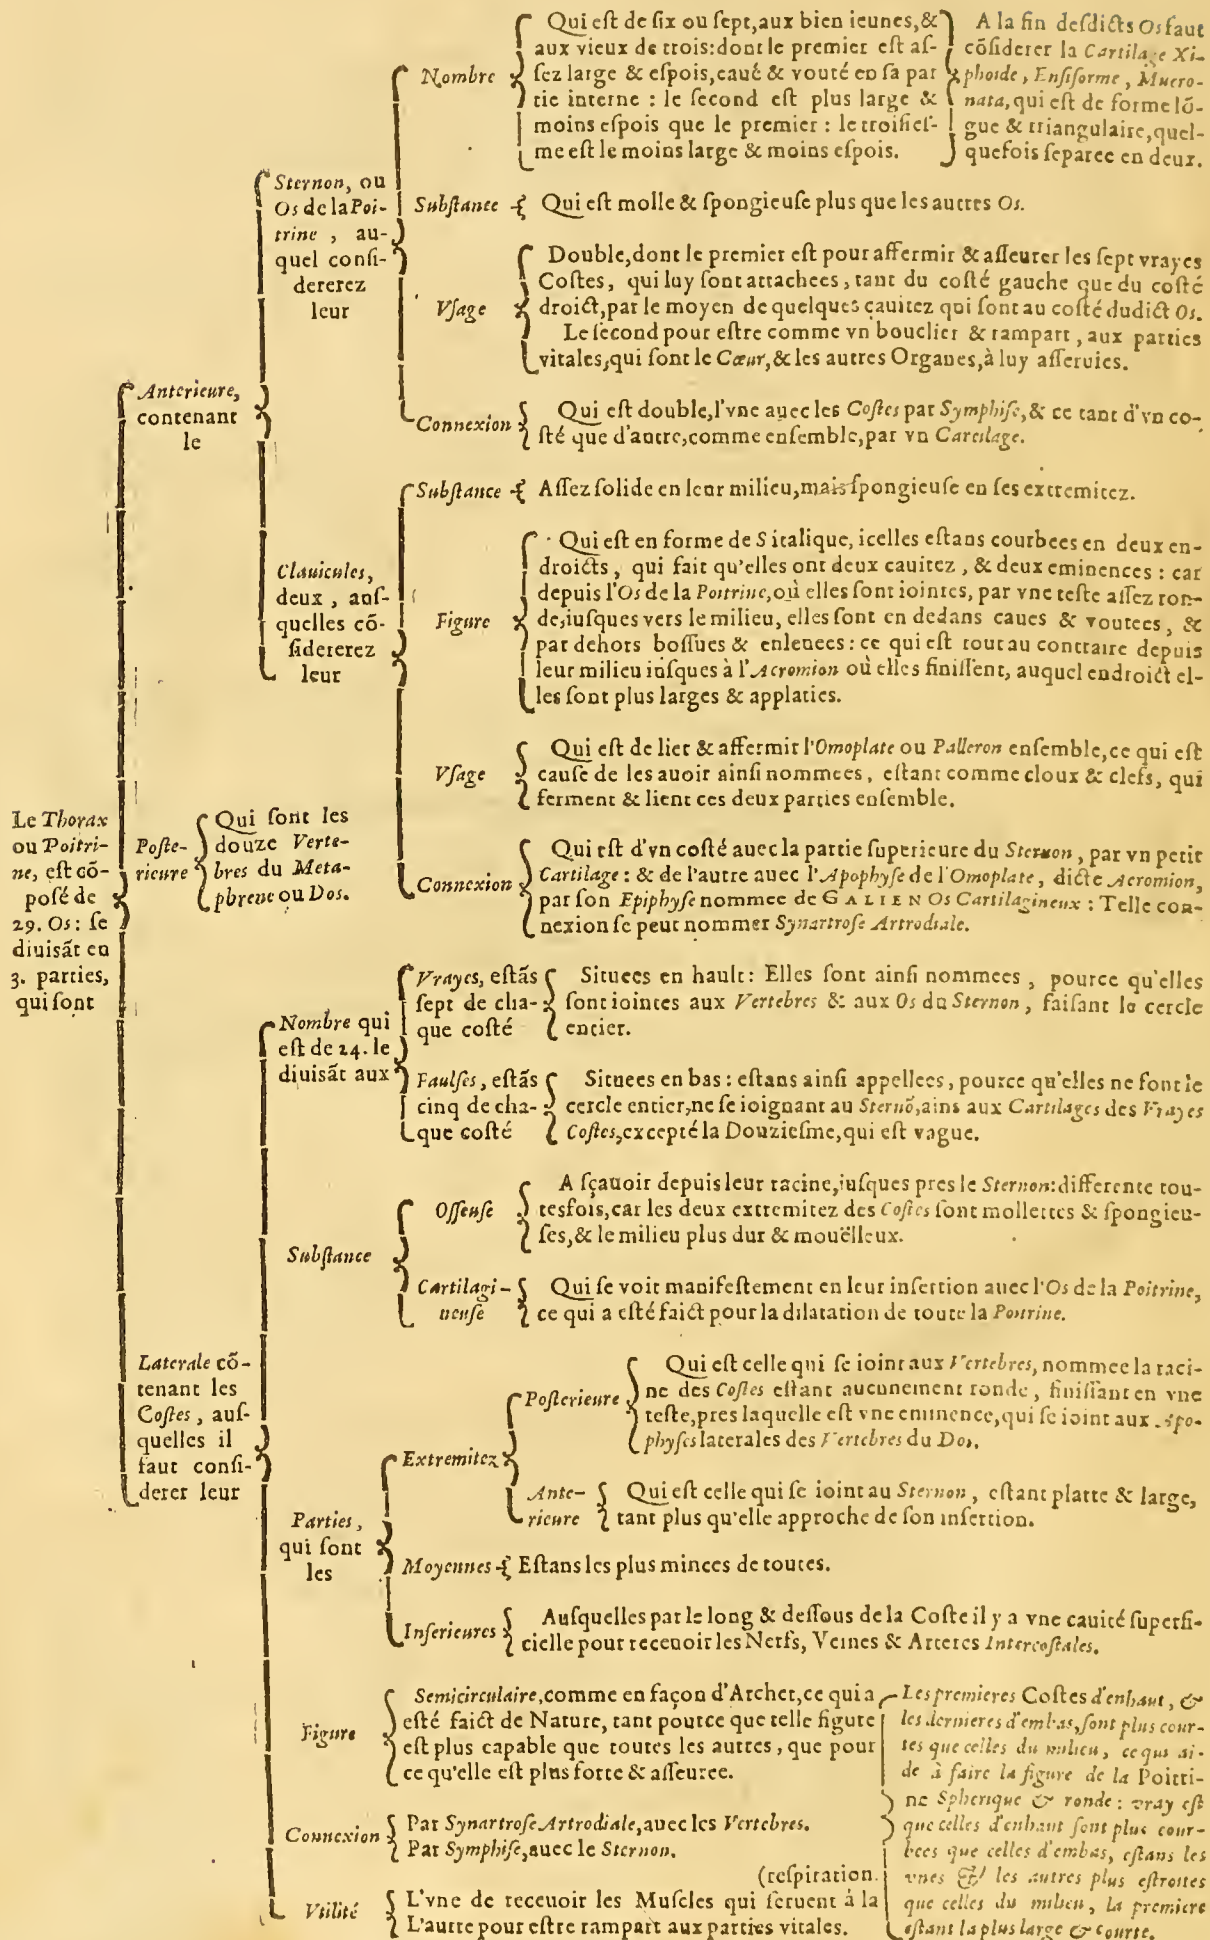 Le Thorax
ou Poitri-
ne, est cõ-
posé de
29. Os: se
diuisãt en
3. parties,
qui sont
Anterieure,
contenant
le
Sternon, ou
Os de la Poi-
trine , au-
quel consi-
dererez
leur
Nombre
Qui est de six ou sept, aux bien ieunes, &
aux vieux de trois: dont le premier est as-
sez large & espois, caué & vouté en sa par
tie interne : le second est plus large &
moins espois que le premier : le troisies-
me est le moins large & moins espois.
A la fin desdicts Os faut
cõsiderer la Cartilage Xi-
phoide, Ensiforme, Mucro-
nata, qui est de forme lõ-
gue & triangulaire, quel-
quefois separee en deux.
Substance
Qui est molle & spongieuse plus que les autres Os.
Vsage
Double, dont le premier est pour affermir & asseurer les sept vrayes
Costes, qui luy sont attachees, tant du costé gauche que du costé
droict, par le moyen de quelques cauitez qui sont au costé dudict Os.
Le second pour estre comme vn bouclier & rampart, aux parties
vitales, qui sont le Cœur, & les autres Organes, à luy asseruies.
Connexion
Qui est double, l'vne auec les Costes par Symphise, & ce tant d'vn co-
sté que d'autre, comme ensemble, par vn Cartilage.
Clauicules,
deux , aus-
quelles cõ-
sidererez
leur
Substance
Assez solide en leur milieu, mais spongieuse en ses extremitez.
Figure
Qui est en forme de S italique, icelles estans courbees en deux en-
droicts, qui fait qu'elles ont deux cauitez, & deux eminences : car
depuis l'Os de la Poitrine, où elles sont iointes, par vne teste assez ron-
de, iusques vers le milieu, elles sont en dedans caues & voutees, &
par dehors bossues & enleuees : ce qui est tout au contraire depuis
leur milieu iusques à l'Acromion où elles finissent, auquel endroict el-
les sont plus larges & applaties.
Vsage
Qui est de lier & affermir l'Omoplate ou Palleron ensemble, ce qui est
cause de les auoir ainsi nommees, estant comme cloux & clefs, qui
ferment & lient ces deux parties ensemble.
Connexion
Qui est d'vn costé auec la partie superieure du Sternon, par vn petit
Cartilage : & de l'autre auec l'Apophyse de l'Omoplate, dicte Acromion,
par son Epiphyse nommee de GALIEN Os Cartilagineux : Telle con-
nexion se peut nommer Synartrose Artrodiale.
Poste-
rieure
Qui sont les
douze Verte-
bres du Meta-
phrene ou Dos.
Laterale cõ-
tenant les
Costes, aus-
quelles il
faut consi-
derer leur
Nombre qui
est de 24. le
diuisãt aux
Vrayes, estãs
sept de cha-
que costé
Situees en hault: Elles sont ainsi nommees, pource qu'elles
sont iointes aux Vertebres & aux Os du Sternon, faisant le cercle
entier.
Faulses, estãs
cinq de cha-
que costé
Situees en bas : estans ainsi appellees, pource qu'elles ne font le
cercle entier, ne se ioignant au Sternõ, ains aux Cartilages des Vrayes
Costes, excepté la Douziesme, qui est vague.
Substance
Osseuse
A sçauoir depuis leur racine, iusques pres le Sternon: differente tou-
tesfois, car les deux extremitez des Costes sont mollettes & spongieu-
ses, & le milieu plus dur & mouëlleux.
Cartilagi-
neuse
Qui se voit manifestement en leur insertion auec l'Os de la Poitrine,
ce qui a esté faict pour la dilatation de toute la Poitrine.
Parties,
qui sont
les
Extremitez
Posterieure
Qui est celle qui se ioint aux Vertebres, nommee la raci-
ne des Costes estant aucunement ronde, finissant en vne
teste, pres laquelle est vne eminence, qui se ioint aux Apo-
physes laterales des Vertebres du Dos.
Ante-
rieure
Qui est celle qui se ioint au Sternon, estant platte & large,
tant plus qu'elle approche de son insertion.
Moyennes
Estans les plus minces de toutes.
Inferieures
Ausquelles par le long & dessous de la Coste il y a vne cauité superfi-
cielle pour receuoir les Nerfs, Veines & Arteres Intercostales.
Figure
Semicirculaire, comme en façon d'Archet, ce qui a
esté faict de Nature, tant pource que telle figure
est plus capable que toutes les autres, que pour
ce qu'elle est plus forte & asseuree.
Connexion
Par Synartrose Artrodiale, auec les Vertebres.
Par Symphise, auec le Sternon.
Vtilité
(respiration.
L'vne de receuoir les Muscles qui seruent à la
L'autre pour estre rampart aux parties vitales.
Les premieres Costes d'enhaut, &
les dernieres d'embas, sont plus cour-
tes que celles du milieu, ce qui ai-
de à faire la figure de la Poitri-
ne Spherique & ronde : vray est
que celles d'enhaut sont plus cour-
bees que celles d'embas, estans les
vnes & les autres plus estroites
que celles du milieu, la premiere
estant la plus large & courte.